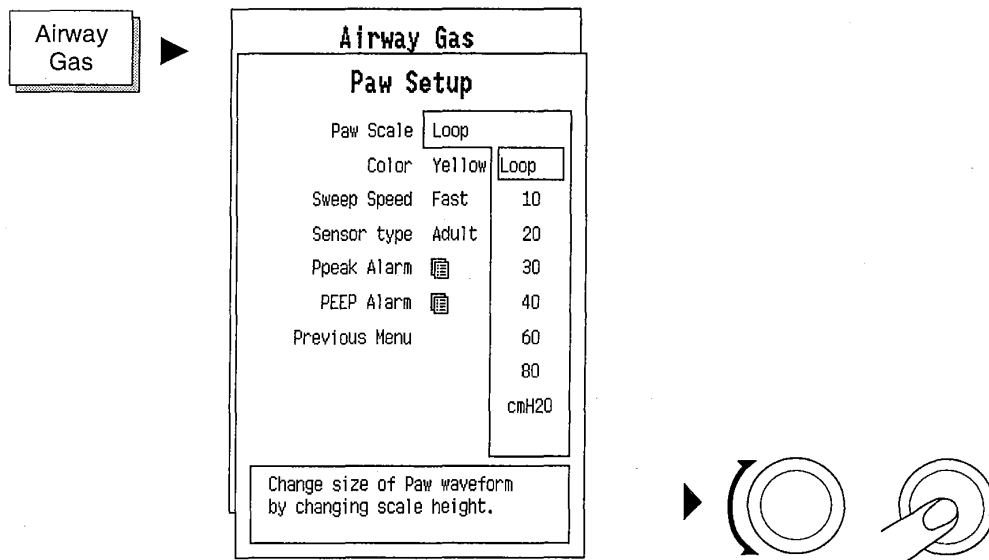 Airway
Gas
Airway Gas
Paw Setup
Paw Scale Loop
Color Yellow Loop
Sweep Speed Fast 10
Sensor type Adult 20
Ppeak Alarm 30
PEEP Alarm 40
Previous Menu 60
80
cmH2O
Change size of Paw waveform
by changing scale height.